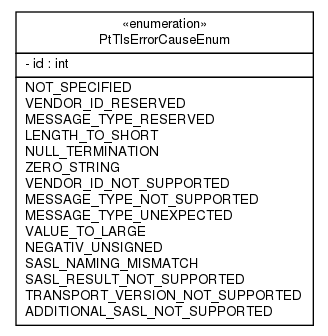 «enumeration»
PtTlsErrorCauseEnum
- id : int
NOT_SPECIFIED
VENDOR_ID_RESERVED
MESSAGE_TYPE_RESERVED
LENGTH_TO_SHORT
NULL_TERMINATION
ZERO_STRING
VENDOR_ID_NOT_SUPPORTED
MESSAGE_TYPE_NOT_SUPPORTED
MESSAGE_TYPE_UNEXPECTED
VALUE_TO_LARGE
NEGATIV_UNSIGNED
SASL_NAMING_MISMATCH
SASL_RESULT_NOT_SUPPORTED
TRANSPORT_VERSION_NOT_SUPPORTED
ADDITIONAL_SASL_NOT_SUPPORTED